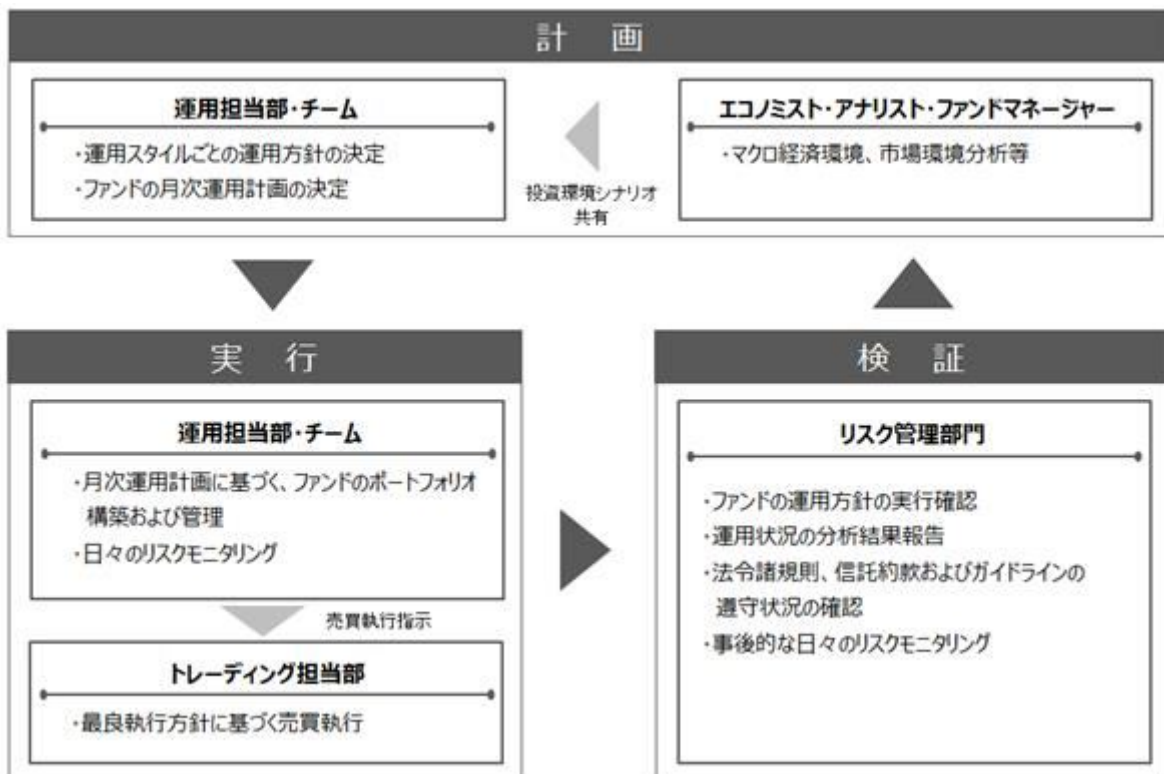 計 画
運用担当部・チーム
・運用スタイルごとの運用方針の決定
・ファンドの月次運用計画の決定
投資環境シナリオ
共有
エコノミスト・アナリスト・ファンドマネージャー
・マクロ経済環境、市場環境分析等
実 行
運用担当部・チーム
・月次運用計画に基づく、ファンドのポートフォリオ
構築および管理
・日々のリスクモニタリング
売買執行指示
トレーディング担当部
・最良執行方針に基づく売買執行
検 証
リスク管理部門
・ファンドの運用方針の実行確認
・運用状況の分析結果報告
・法令諸規則、信託約款およびガイドラインの
遵守状況の確認
・事後的な日々のリスクモニタリング